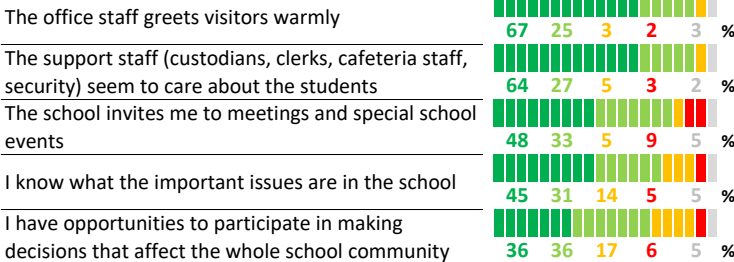 The office staff greets visitors warmly
67 25 3 2 3 %
The support staff (custodians, clerks, cafeteria staff,
security) seem to care about the students
64 27 5 3 2 %
The school invites me to meetings and special school
events
48 33 5 9 5 %
I know what the important issues are in the school
45 31 14 5 5 %
I have opportunities to participate in making
decisions that affect the whole school community
36 36 17 6 5 %